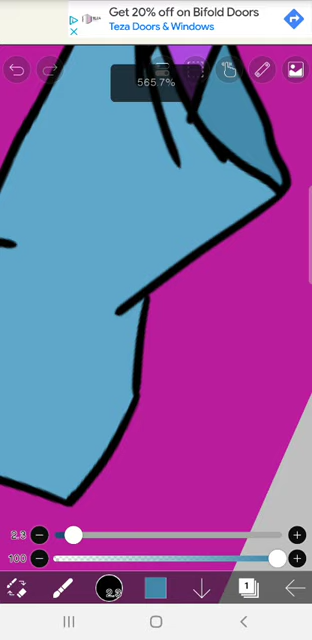 Get 20% off on Bifold Doors
Teza Doors & Windows
565.7%
2.3
100
2.3
1